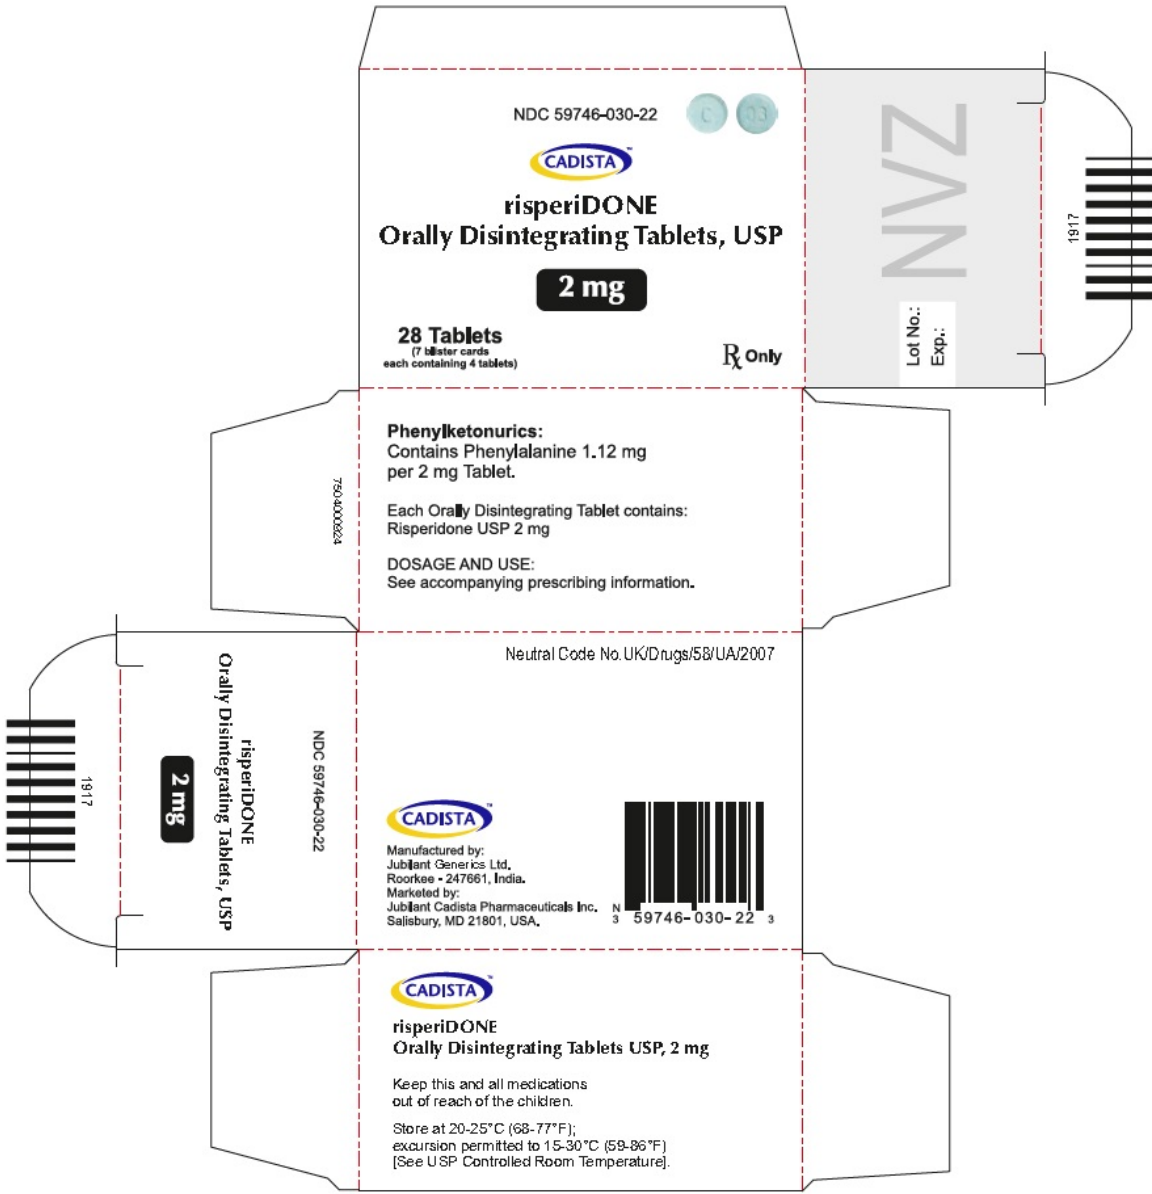 NDC 59746-030-22
C
03
CADISTA™
risperiDONE
Orally Disintegrating Tablets, USP
2 mg
28 Tablets
(7 blister cards
each containing 4 tablets)
Rx Only
NVZ
Lot No.:
Exp.:
1917
Phenylketonurics:
Contains Phenylalanine 1.12 mg
per 2 mg Tablet.
Each Orally Disintegrating Tablet contains:
Risperidone USP 2 mg
DOSAGE AND USE:
See accompanying prescribing information.
7504000924
Neutral Code No.UK/Drugs/58/UA/2007
NDC 59746-030-22
risperiDONE
Orally Disintegrating Tablets, USP
2 mg
1917
CADISTA™
Manufactured by:
Jubilant Generics Ltd.
Roorkee - 247661, India.
Marketed by:
Jubilant Cadista Pharmaceuticals Inc.
Salisbury, MD 21801, USA.
N
3 59746-030-22 3
CADISTA™
risperiDONE
Orally Disintegrating Tablets USP, 2 mg
Keep this and all medications
out of reach of the children.
Store at 20-25°C (68-77°F);
excursion permitted to 15-30°C (59-86°F)
[See USP Controlled Room Temperature].